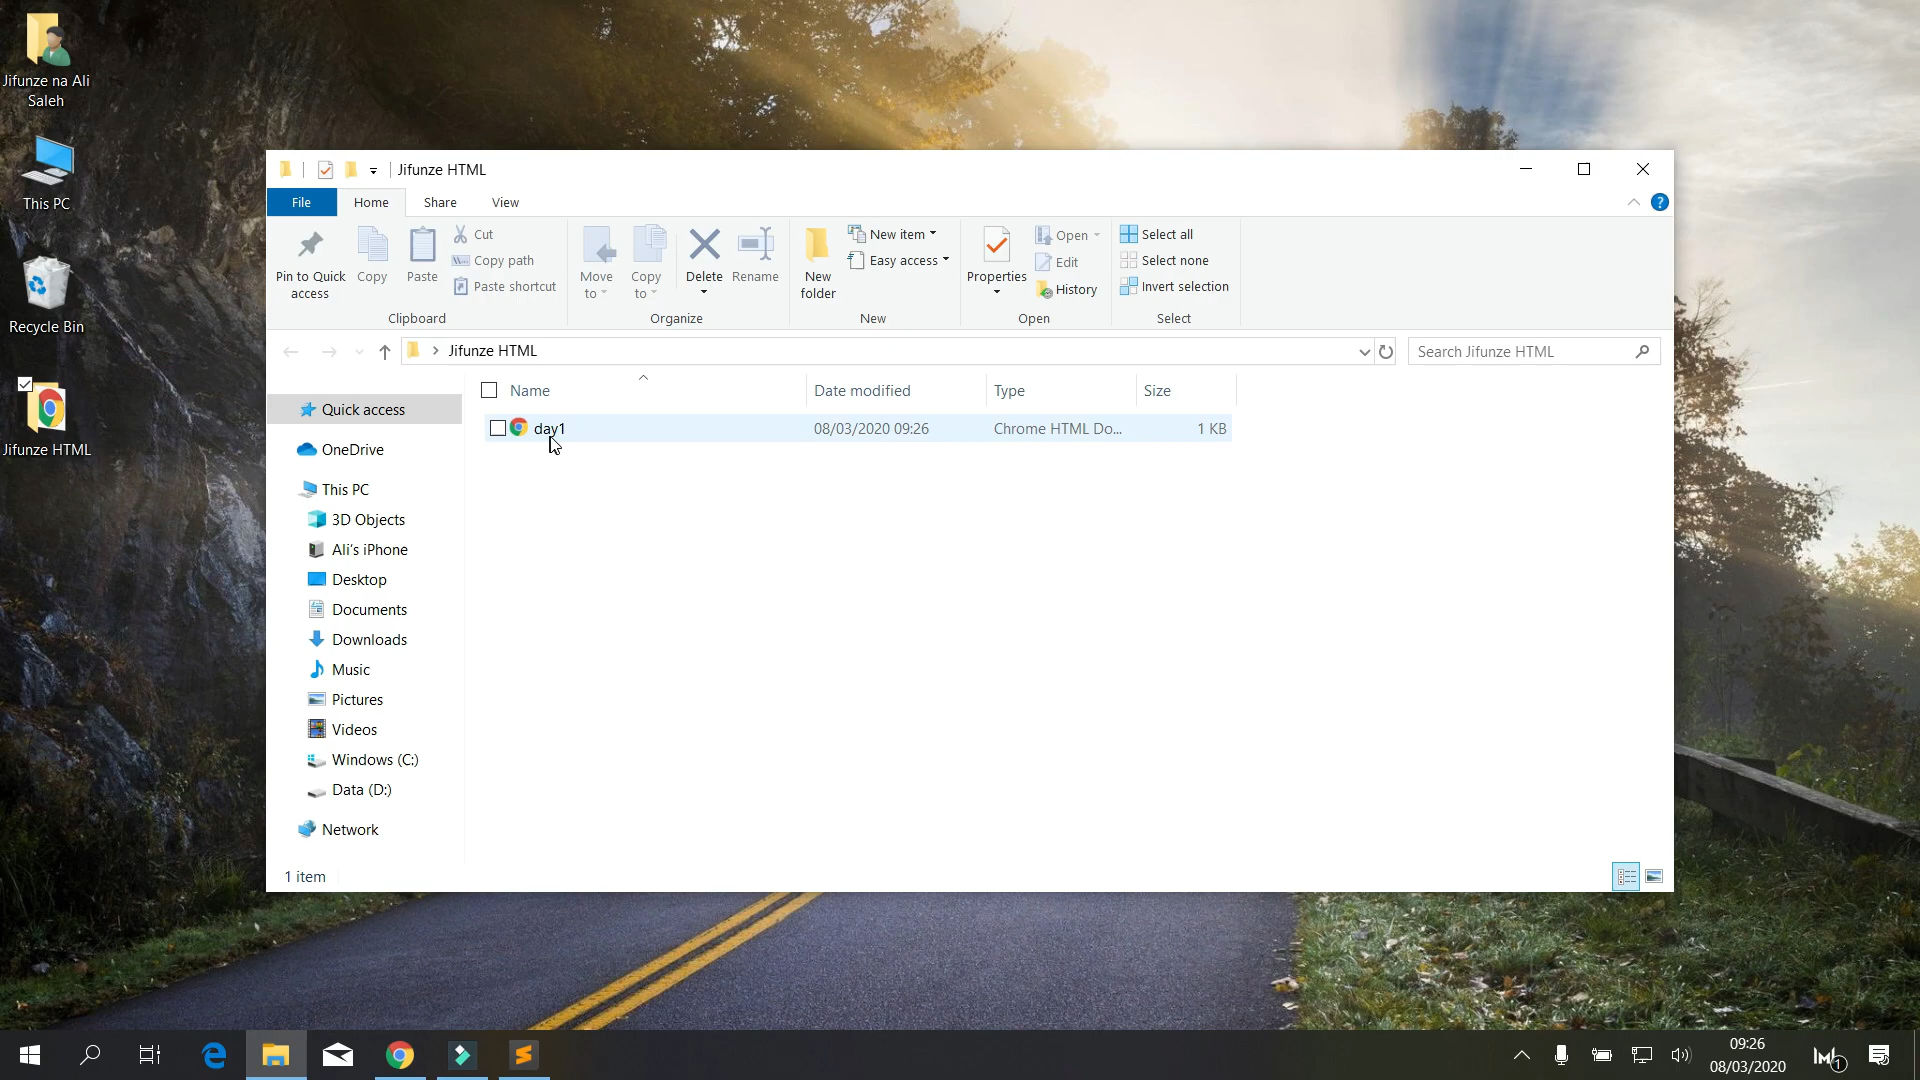 Jifunze na Ali
Saleh
This PC
Recycle Bin
Jifunze HTML
Jifunze HTML
File Home Share View
?
Pin to Quick
access
Copy
Paste
Cut
Copy path
Paste shortcut
Clipboard
Move
to
Copy
to
Delete
Rename
Organize
New
folder
New item
Easy access
New
Properties
Open
Edit
History
Open
Select all
Select none
Invert selection
Select
Jifunze HTML
Search Jifunze HTML
Name Date modified Type Size
day1 08/03/2020 09:26 Chrome HTML Do... 1 KB
Quick access
OneDrive
This PC
3D Objects
Ali's iPhone
Desktop
Documents
Downloads
Music
Pictures
Videos
Windows (C:)
Data (D:)
Network
1 item
09:26
08/03/2020
1